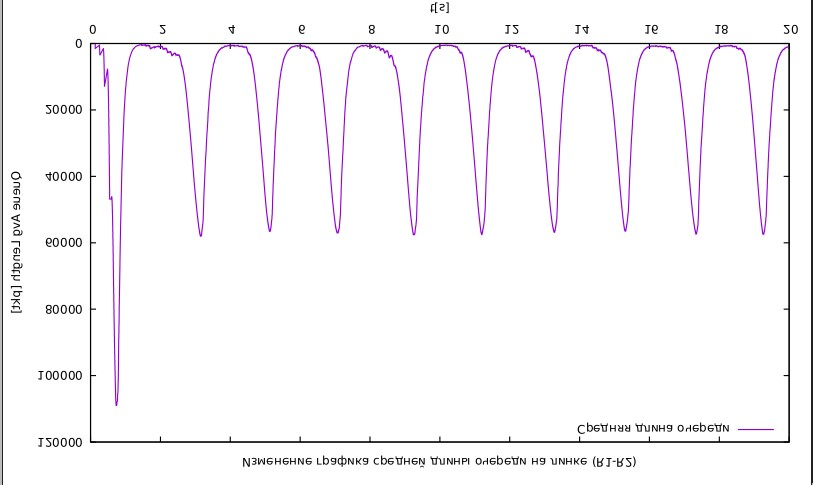 Изменение графика средней длины очереди на линке (R1-R2)
120000
Средняя длина очереди
100000
80000
60000
40000
20000
0
Queue Avg Length [pkt]
0 2 4 6 8 10 12 14 16 18 20
t[s]